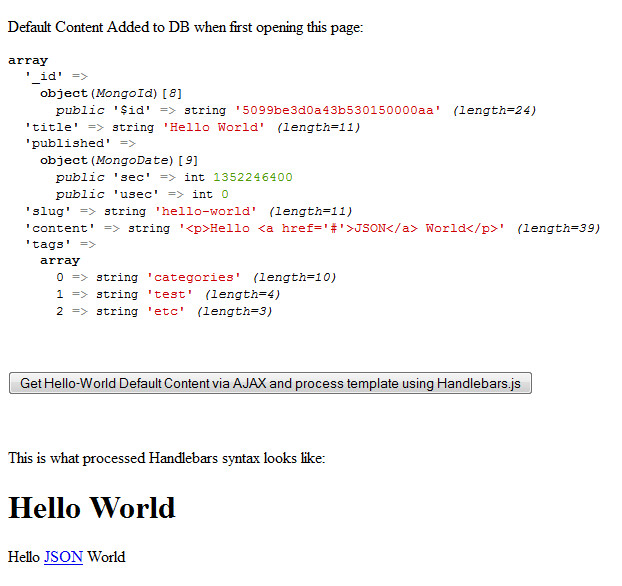 Default Content Added to DB when first opening this page:
array
'_id' =>
object(MongoId)[8]
public '$id' => string '5099be3d0a43b530150000aa' (length=24)
'title' => string 'Hello World' (length=11)
'published' =>
object(MongoDate)[9]
public 'sec' => int 1352246400
public 'usec' => int 0
'slug' => string 'hello-world' (length=11)
'content' => string '<p>Hello <a href='#'>JSON</a> World</p>' (length=39)
'tags' =>
array
0 => string 'categories' (length=10)
1 => string 'test' (length=4)
2 => string 'etc' (length=3)
Get Hello-World Default Content via AJAX and process template using Handlebars.js
This is what processed Handlebars syntax looks like:
Hello World
Hello JSON World